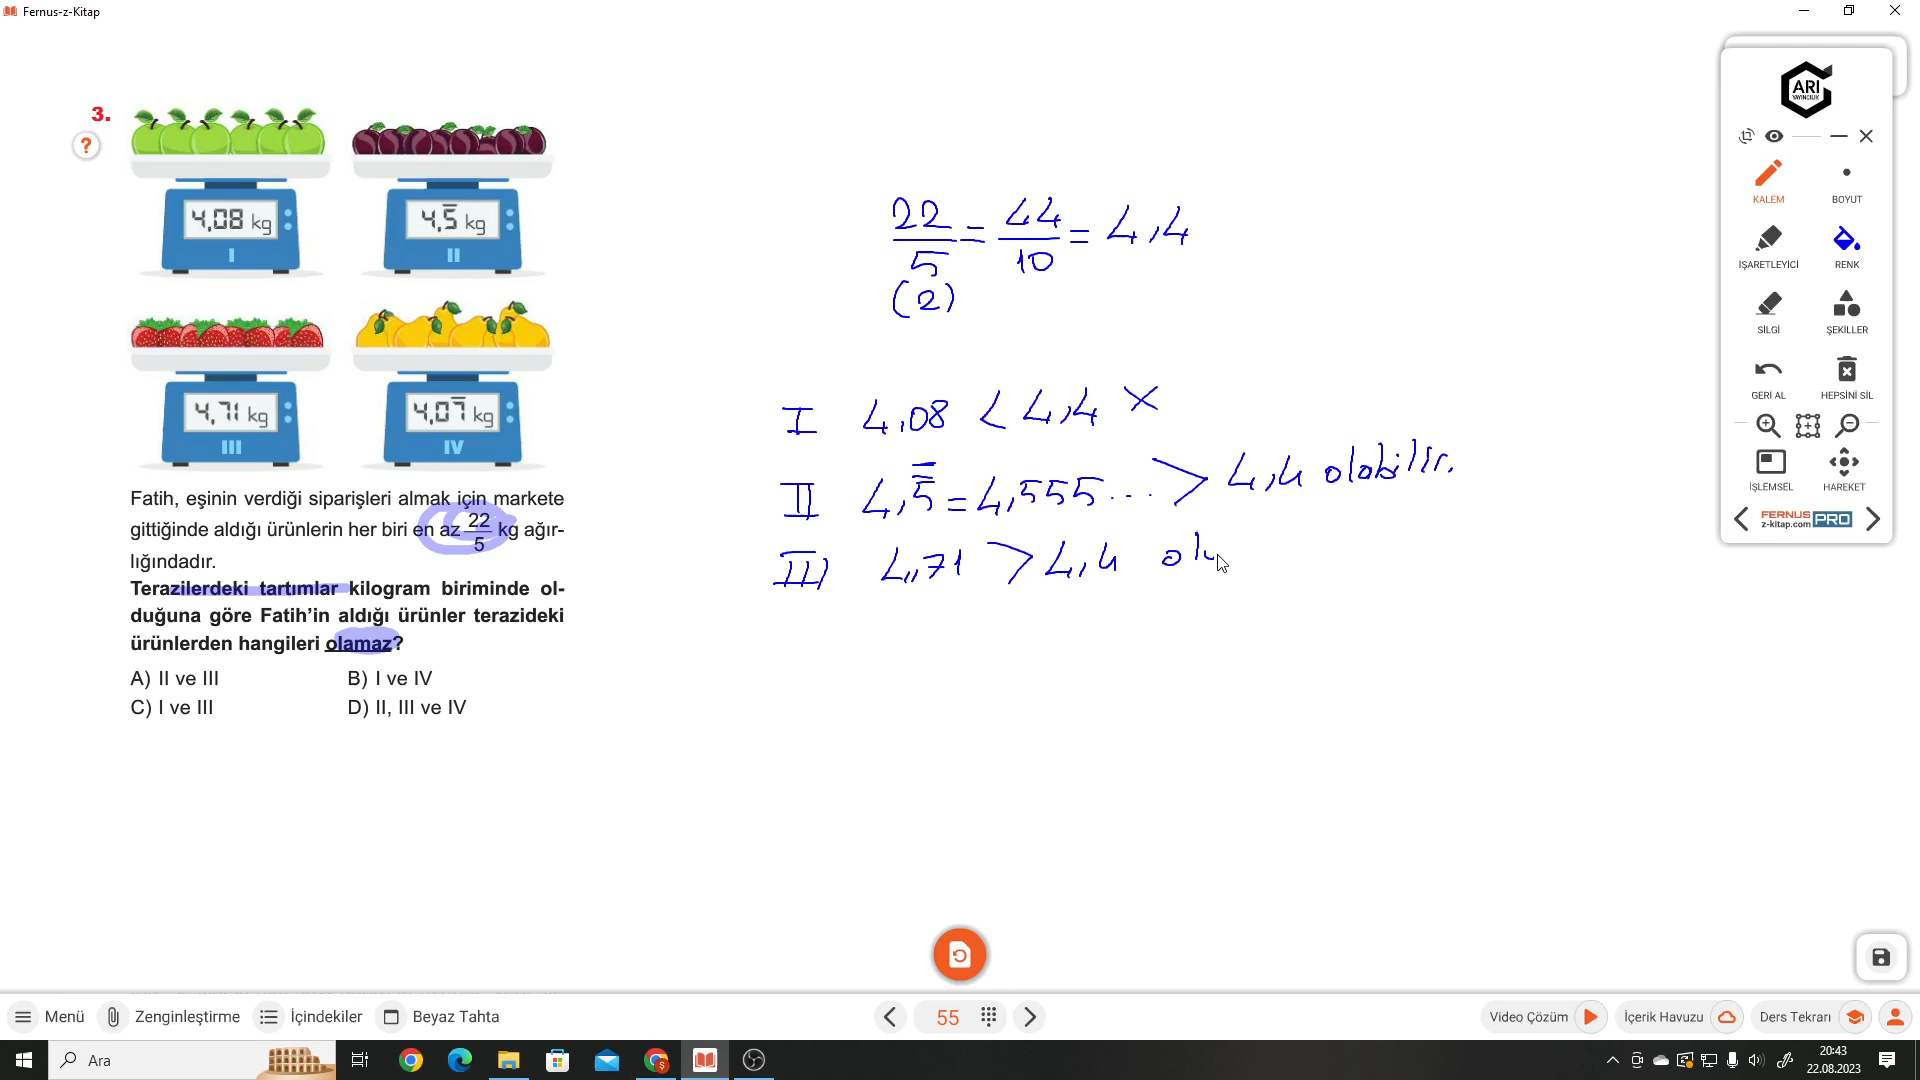 Fernus-z-Kitap
3.
?
4,08 kg
I
4,5̅ kg
II
4,71 kg
III
4,07̅ kg
IV
Fatih, eşinin verdiği siparişleri almak için markete
gittiğinde aldığı ürünlerin her biri en az 22/5 kg ağır-
lığındadır.
Terazilerdeki tartımlar kilogram biriminde ol-
duğuna göre Fatih'in aldığı ürünler terazideki
ürünlerden hangileri olamaz?
A) II ve III
B) I ve IV
C) I ve III
D) II, III ve IV
22/5 = 44/10 = 4,4
(2)
I 4,08 < 4,4 ×
II 4,5̅ = 4,555... > 4,4 olabilir.
III 4,71 > 4,4 olı
ARI
YAYINCILIK
KALEM
BOYUT
İŞARETLEYİCİ
RENK
SİLGİ
ŞEKİLLER
GERİ AL
HEPSİNİ SİL
İŞLEMSEL
HAREKET
FERNUS
z-kitap.com
PRO
Menü
Zenginleştirme
İçindekiler
Beyaz Tahta
55
Video Çözüm
İçerik Havuzu
Ders Tekrarı
Ara
20:43
22.08.2023